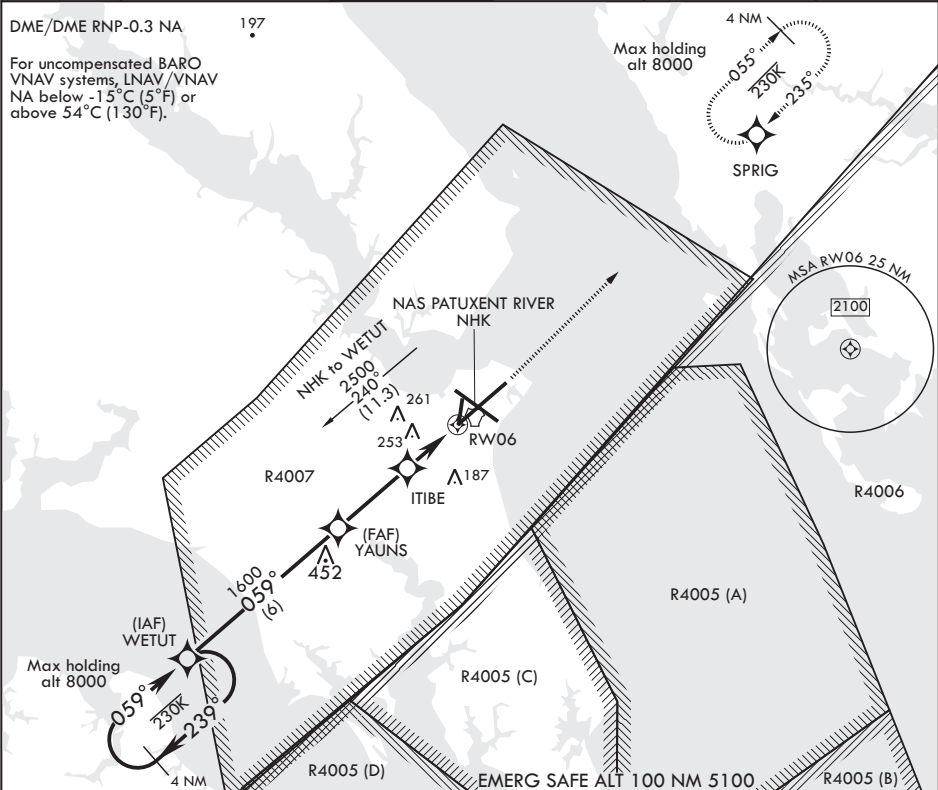 DME/DME RNP-0.3 NA
197
For uncompensated BARO
VNAV systems, LNAV/VNAV
NA below -15°C (5°F) or
above 54°C (130°F).
4 NM
Max holding
alt 8000
055°
230K
235°
SPRIG
MSA RW06 25 NM
2100
NAS PATUXENT RIVER
NHK
NHK to WETUT
2500
240°
(11.3)
261
253
RW06
187
ITIBE
R4007
R4006
(FAF)
YAUNS
452
1600
059°
(6)
R4005 (A)
(IAF)
WETUT
Max holding
alt 8000
059°
230K
239°
4 NM
R4005 (C)
R4005 (D)
EMERG SAFE ALT 100 NM 5100
R4005 (B)